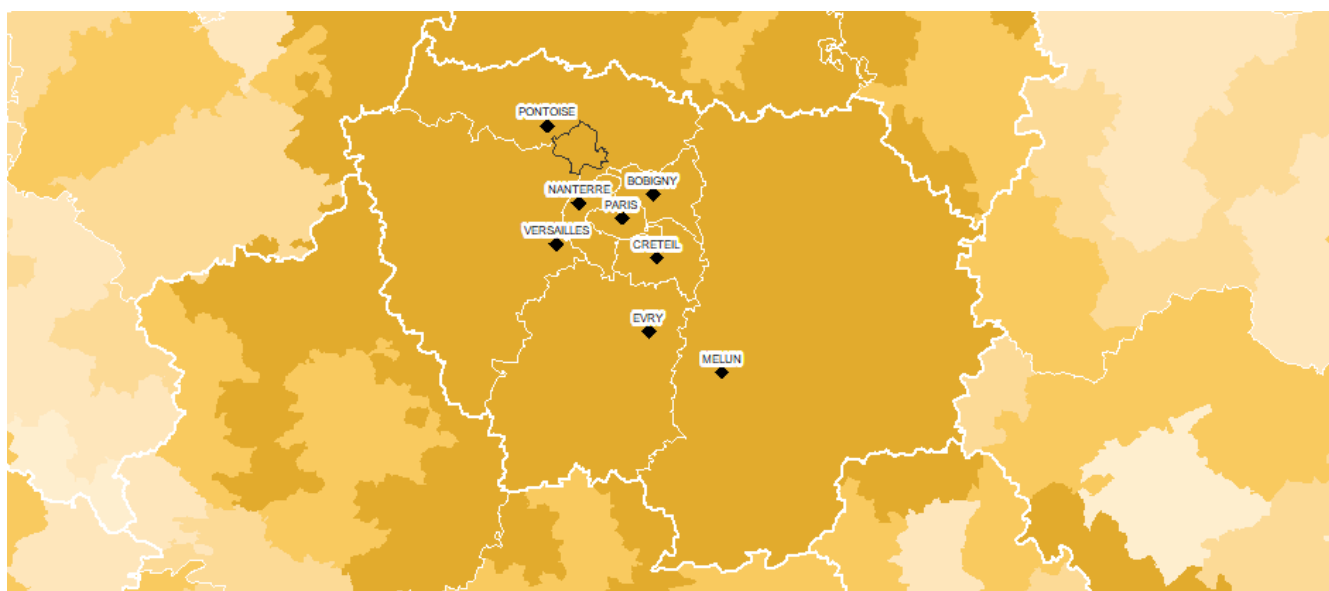 PONTOISE
NANTERRE
BOBIGNY
PARIS
VERSAILLES
CRETEIL
EVRY
MELUN